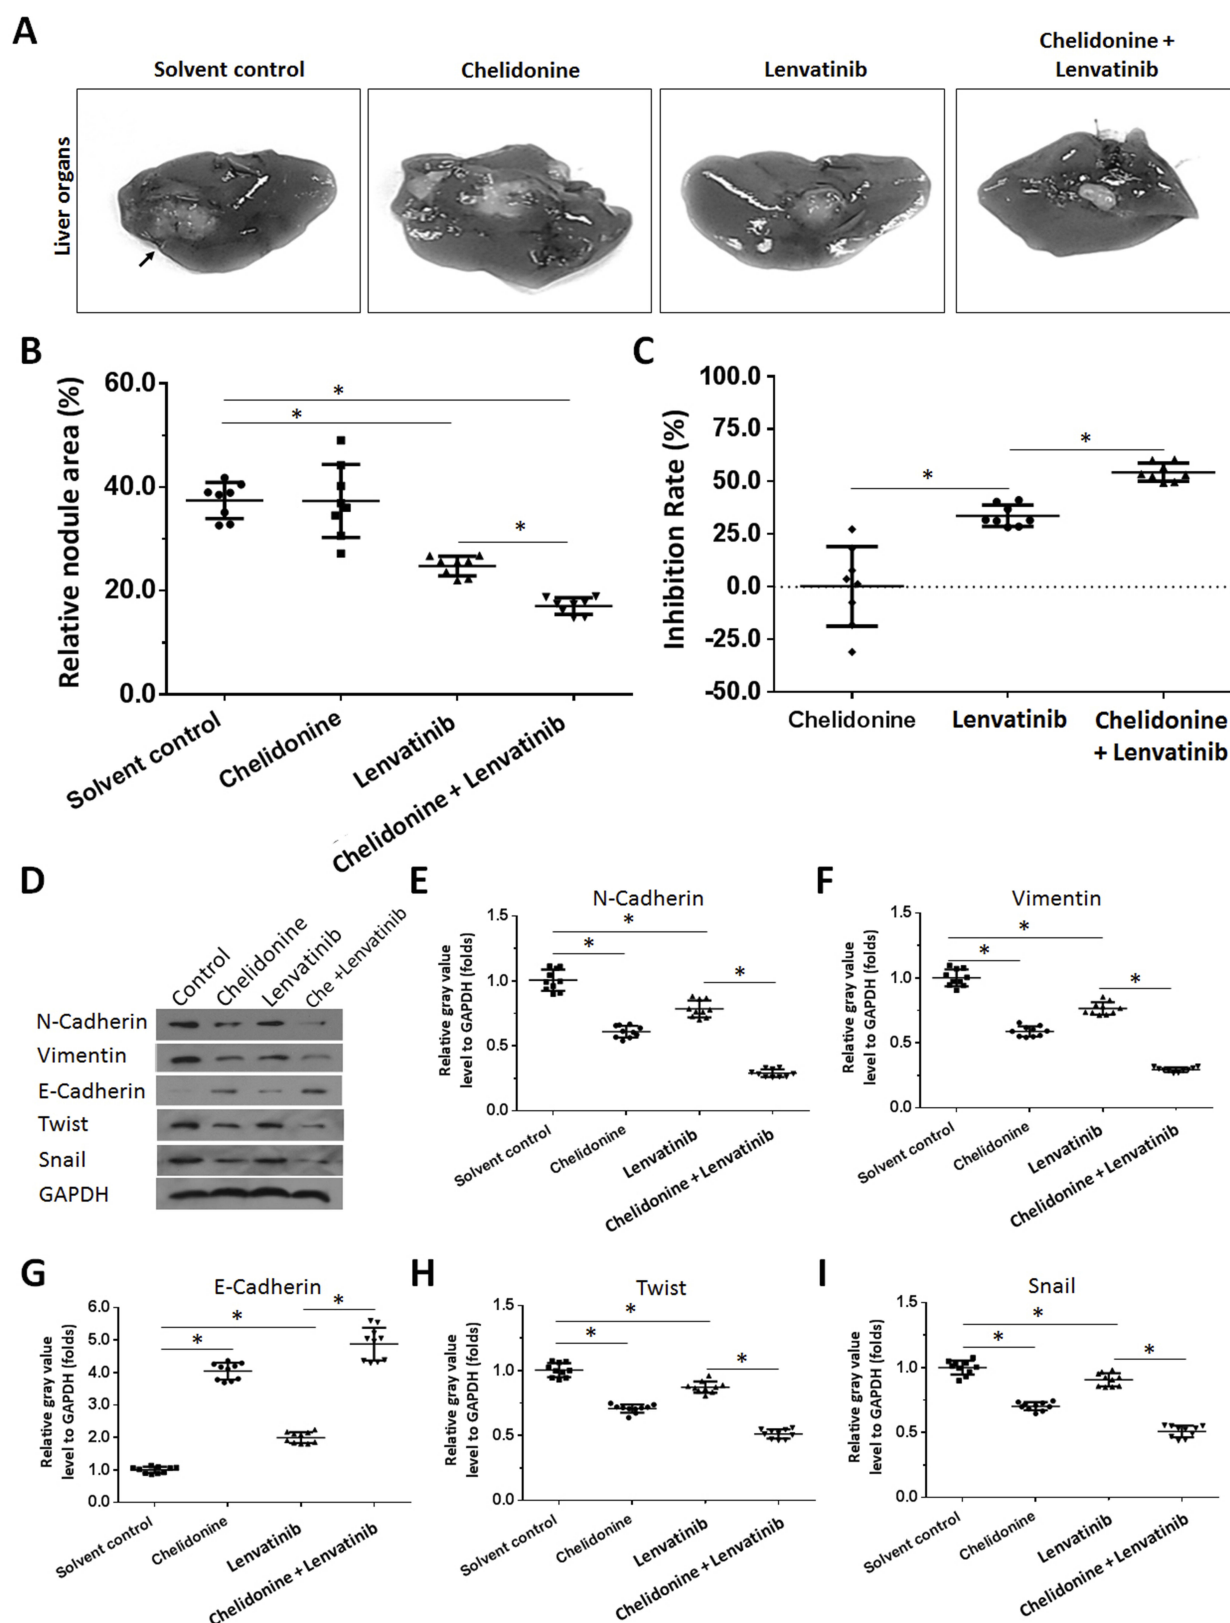 A
Solvent control
Chelidonine
Lenvatinib
Chelidonine +
Lenvatinib
Liver organs
B
Relative nodule area (%)
60.0
40.0
20.0
0.0
*
*
*
Solvent control
Chelidonine
Lenvatinib
Chelidonine + Lenvatinib
C
Inhibition Rate (%)
100.0
75.0
50.0
25.0
0.0
-25.0
-50.0
*
*
Chelidonine
Lenvatinib
Chelidonine
+ Lenvatinib
D
Control
Chelidonine
Lenvatinib
Che +Lenvatinib
N-Cadherin
Vimentin
E-Cadherin
Twist
Snail
GAPDH
E
N-Cadherin
Relative gray value
level to GAPDH (folds)
1.5
1.0
0.5
0.0
*
*
*
Solvent control
Chelidonine
Lenvatinib
Chelidonine + Lenvatinib
F
Vimentin
Relative gray value
level to GAPDH (folds)
1.5
1.0
0.5
0.0
*
*
*
Solvent control
Chelidonine
Lenvatinib
Chelidonine + Lenvatinib
G
E-Cadherin
Relative gray value
level to GAPDH (folds)
6.0
5.0
4.0
3.0
2.0
1.0
0.0
*
*
*
Solvent control
Chelidonine
Lenvatinib
Chelidonine + Lenvatinib
H
Twist
Relative gray value
level to GAPDH (folds)
1.5
1.0
0.5
0.0
*
*
*
Solvent control
Chelidonine
Lenvatinib
Chelidonine + Lenvatinib
I
Snail
Relative gray value
level to GAPDH (folds)
1.5
1.0
0.5
0.0
*
*
*
Solvent control
Chelidonine
Lenvatinib
Chelidonine + Lenvatinib